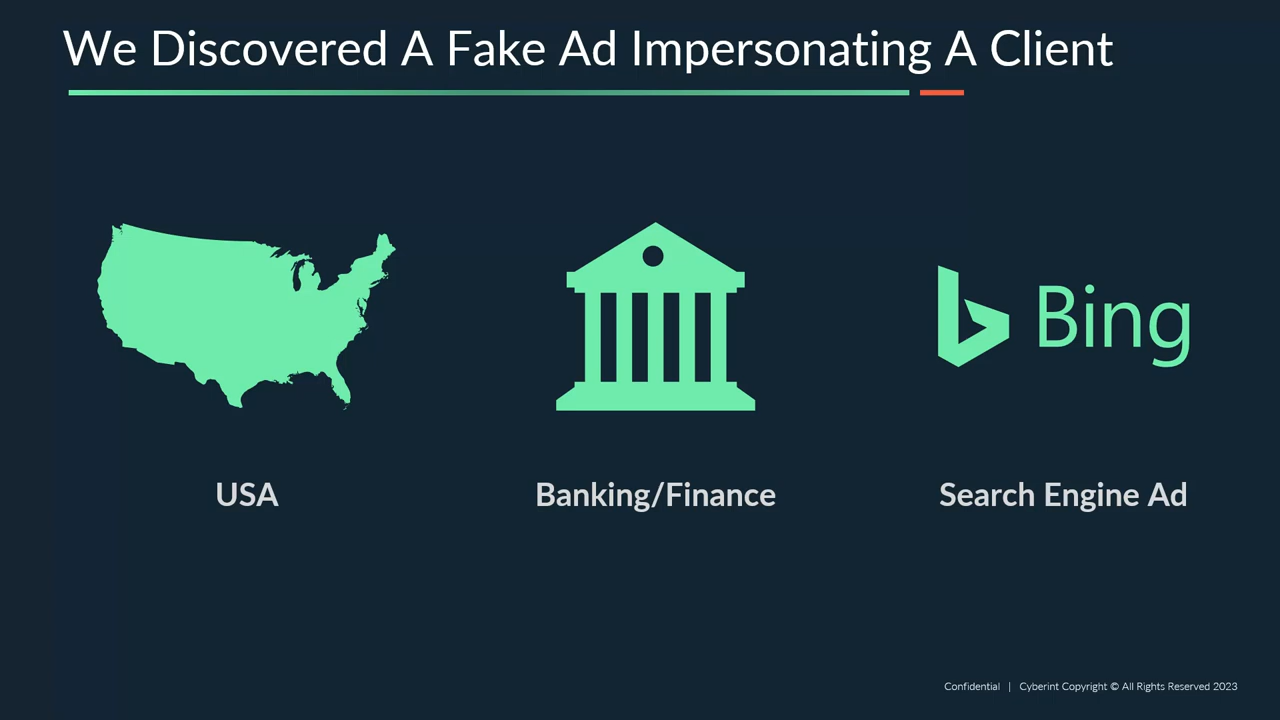 We Discovered A Fake Ad Impersonating A Client
Bing
USA
Banking/Finance
Search Engine Ad
Confidential | Cyberint Copyright © All Rights Reserved 2023